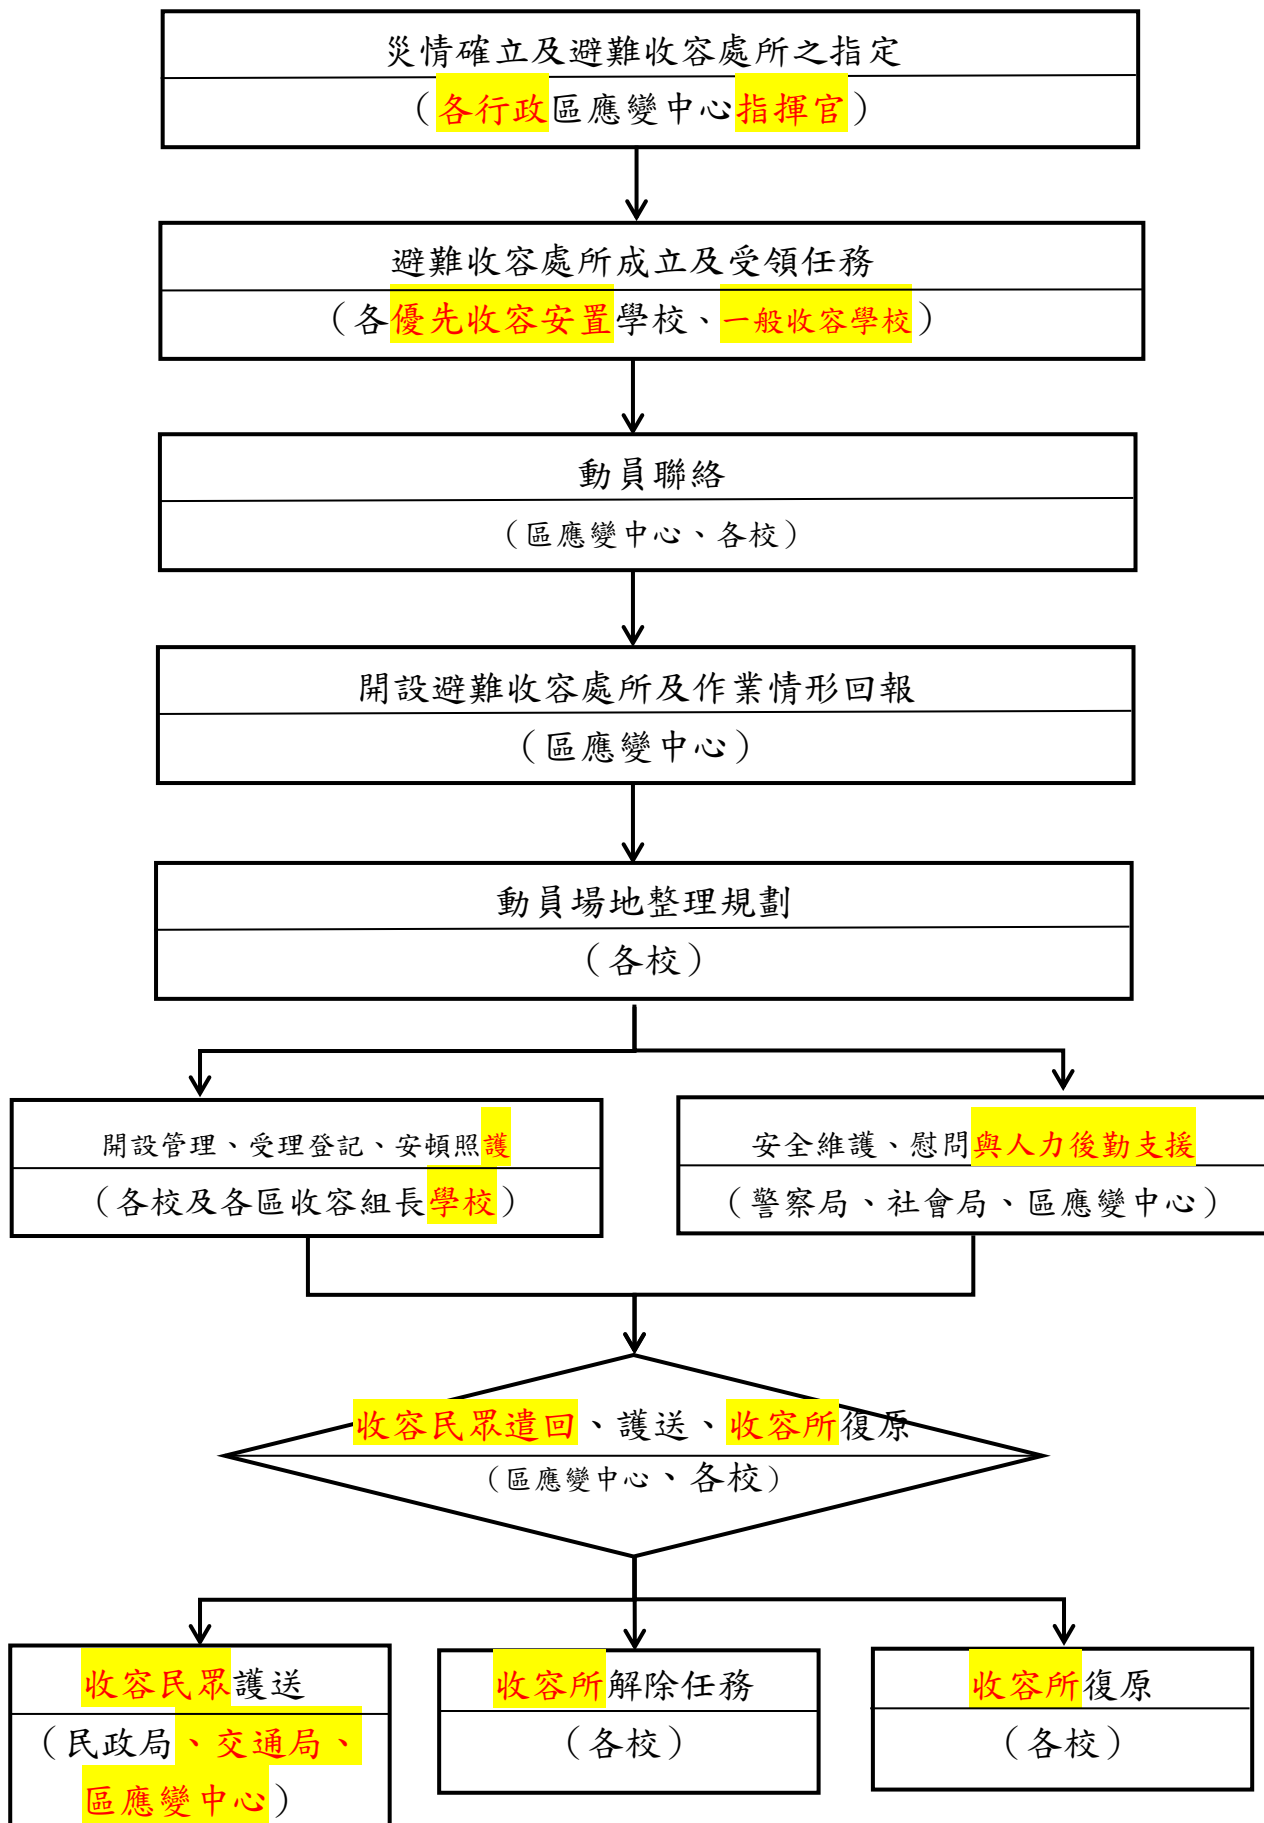 災情確立及避難收容處所之指定
（各行政區應變中心指揮官）
避難收容處所成立及受領任務
（各優先收容安置學校、一般收容學校）
動員聯絡
（區應變中心、各校）
開設避難收容處所及作業情形回報
（區應變中心）
動員場地整理規劃
（各校）
開設管理、受理登記、安頓照護
（各校及各區收容組長學校）
安全維護、慰問與人力後勤支援
（警察局、社會局、區應變中心）
收容民眾遣回、護送、收容所復原
（區應變中心、各校）
收容民眾護送
（民政局、交通局、
區應變中心）
收容所解除任務
（各校）
收容所復原
（各校）